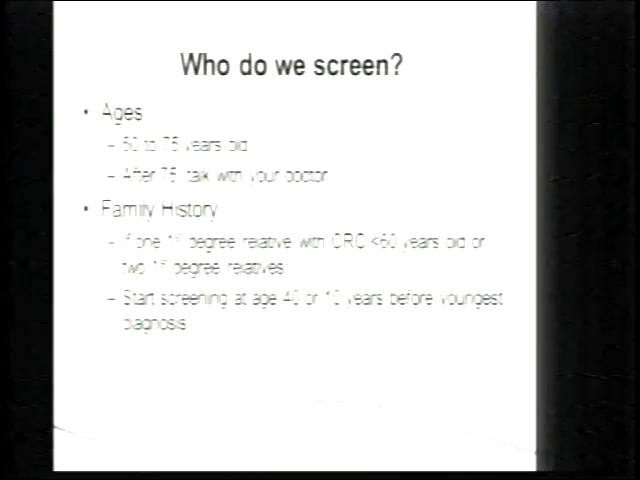 Who do we screen?
• Ages
– 50 to 75 years old
– After 75 talk with your doctor
• Family History
– If one 1st degree relative with CRC <60 years old or
two 1st degree relatives
– Start screening at age 40 or 10 years before youngest
diagnosis